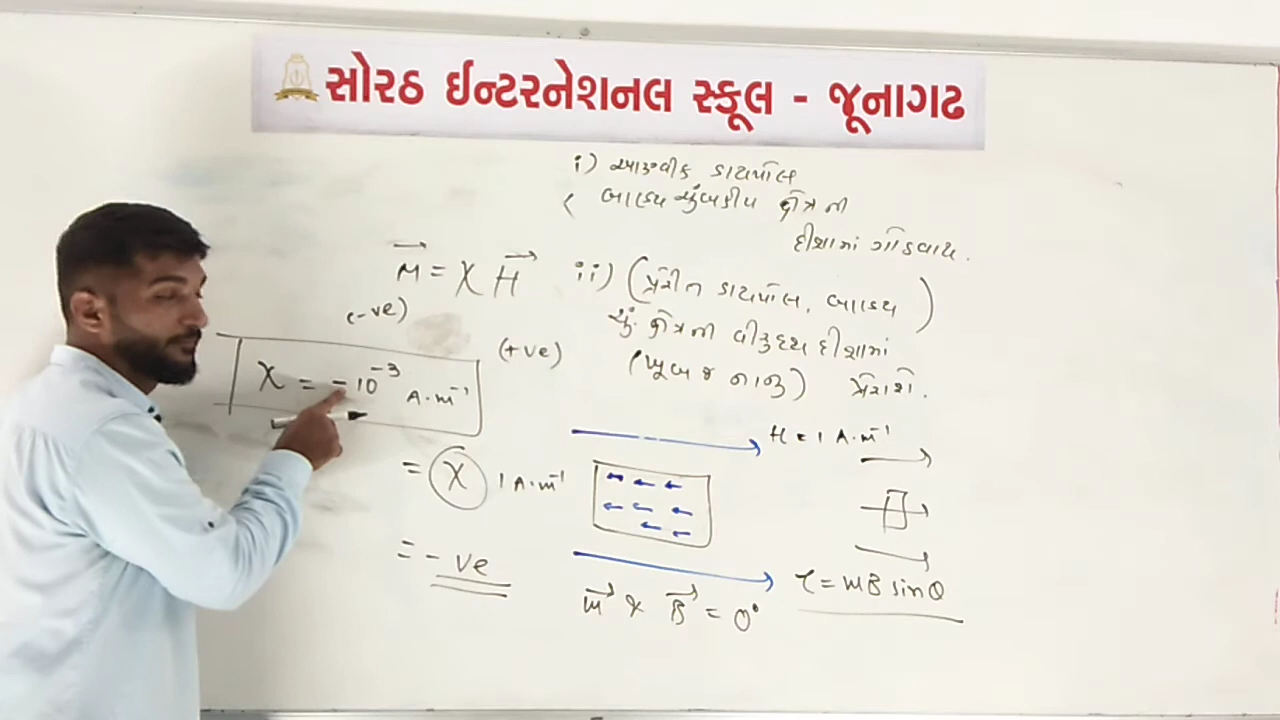 સોરઠ ઈન્ટરનેશનલ સ્કૂલ - જૂનાગઢ
i) આણ્વીક ડાયપોલ
બાહ્ય ચુંબકીય ક્ષેત્રની
દીશામાં ગોઠવાય.
M = χ H
ii) (પ્રેરીત ડાયપોલ, બાહ્ય)
ચું. ક્ષેત્રની વીરુદ્ધ દીશામાં
(ખૂબ જ નાનુ) પ્રેરાશે.
(-ve)
(+ve)
χ = -10⁻³ A.m⁻¹
H = 1 A.m⁻¹
= χ 1 A.m⁻¹
= - ve
m × B = 0°
τ = mB sinθ